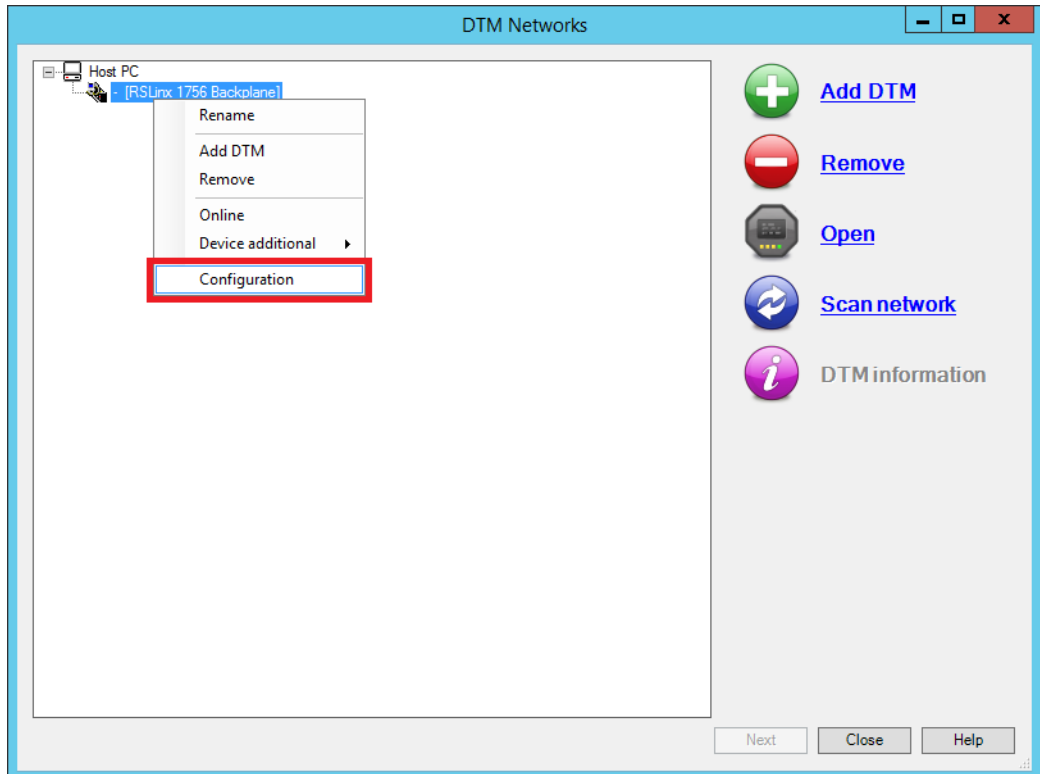 DTM Networks
Host PC
- [RSLinx 1756 Backplane]
Rename
Add DTM
Remove
Online
Device additional
Configuration
Add DTM
Remove
Open
Scan network
DTM information
Next Close Help